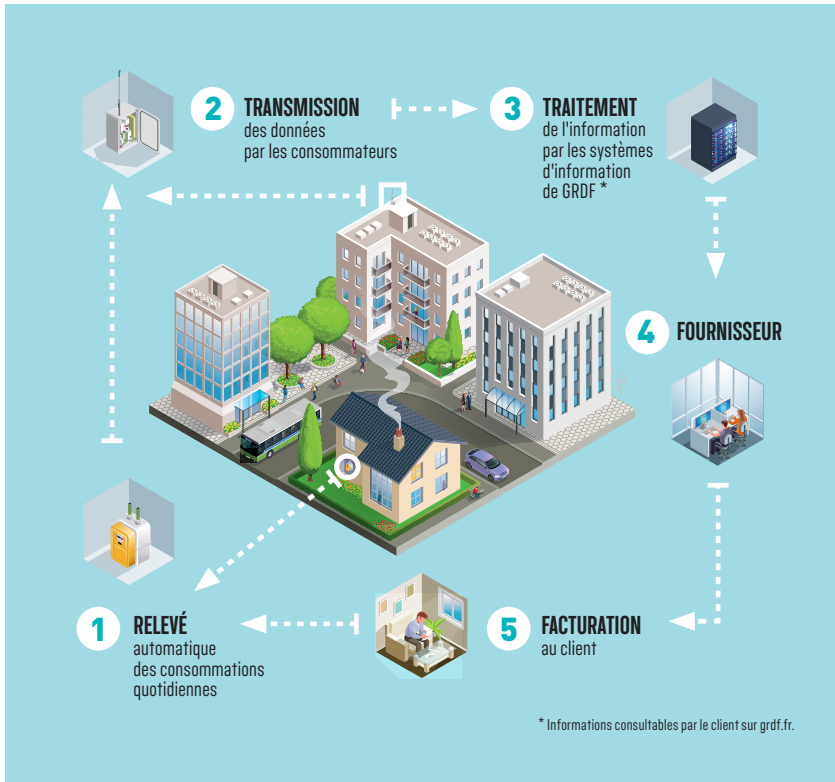 2 TRANSMISSION
des données
par les consommateurs
3 TRAITEMENT
de l'information
par les systèmes
d'information
de GRDF *
4 FOURNISSEUR
1 RELEVÉ
automatique
des consommations
quotidiennes
5 FACTURATION
au client
* Informations consultables par le client sur grdf.fr.